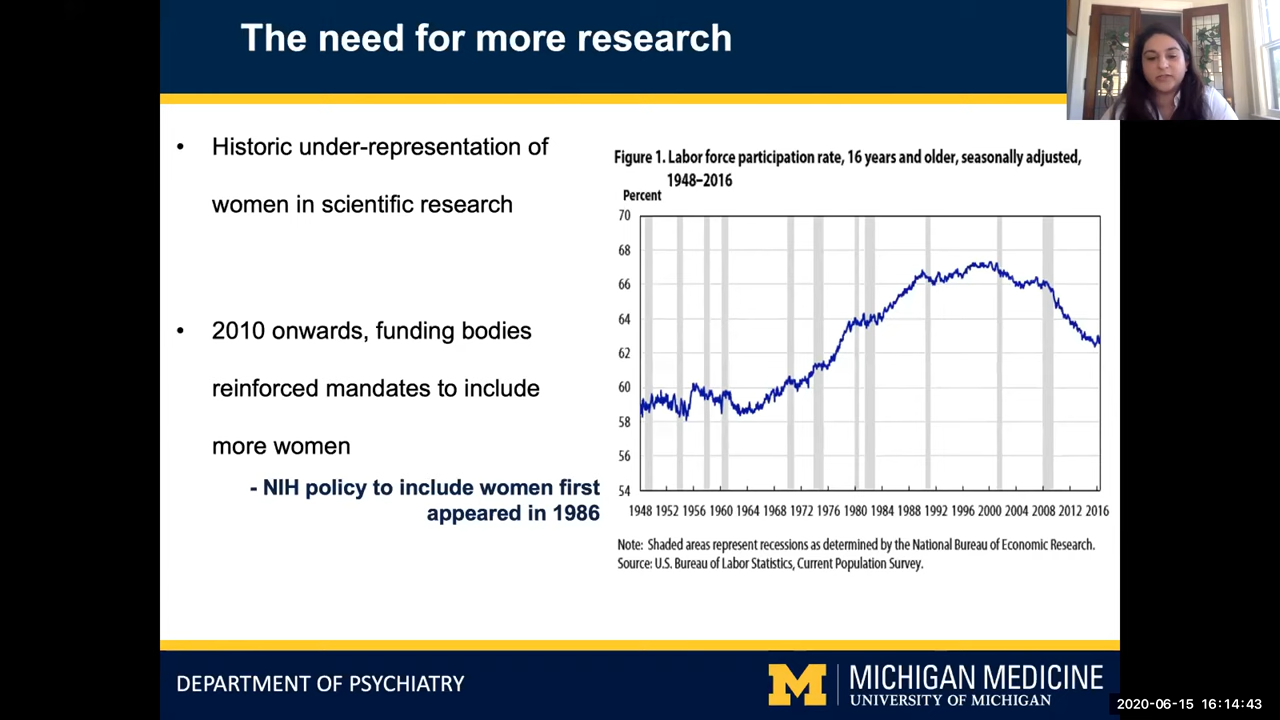 The need for more research
• Historic under-representation of
women in scientific research
• 2010 onwards, funding bodies
reinforced mandates to include
more women
- NIH policy to include women first
appeared in 1986
Figure 1. Labor force participation rate, 16 years and older, seasonally adjusted,
1948–2016
Percent
70
68
66
64
62
60
58
56
54
1948 1952 1956 1960 1964 1968 1972 1976 1980 1984 1988 1992 1996 2000 2004 2008 2012 2016
Note: Shaded areas represent recessions as determined by the National Bureau of Economic Research.
Source: U.S. Bureau of Labor Statistics, Current Population Survey.
DEPARTMENT OF PSYCHIATRY
M
MICHIGAN MEDICINE
UNIVERSITY OF MICHIGAN
2020-06-15 16:14:43